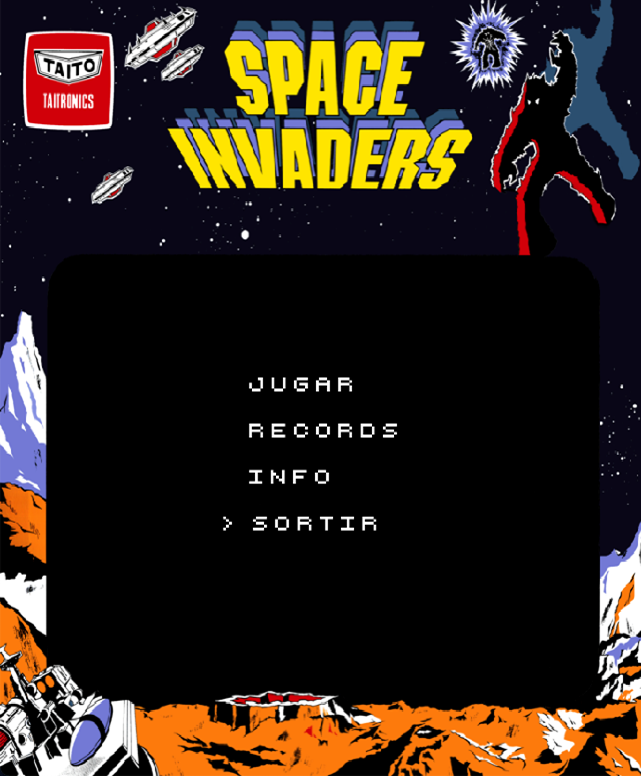 TAITO
TAITRONICS
SPACE
INVADERS
JUGAR
RECORDS
INFO
> SORTIR